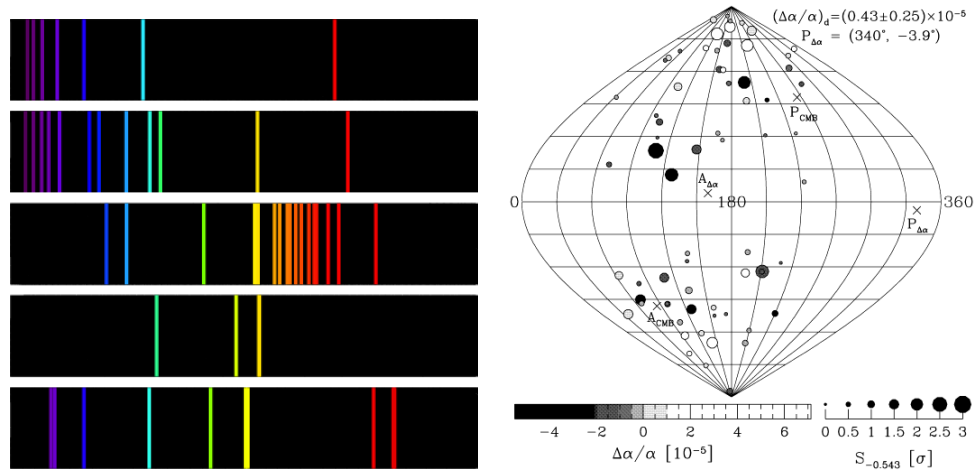 (Δα/α)d=(0.43±0.25)×10⁻⁵
PΔα = (340°, −3.9°)
PCMB
AΔα
0
180
360
PΔα
ACMB
−4 −2 0 2 4 6
Δα/α [10⁻⁵]
0 0.5 1 1.5 2 2.5 3
S−0.543 [σ]